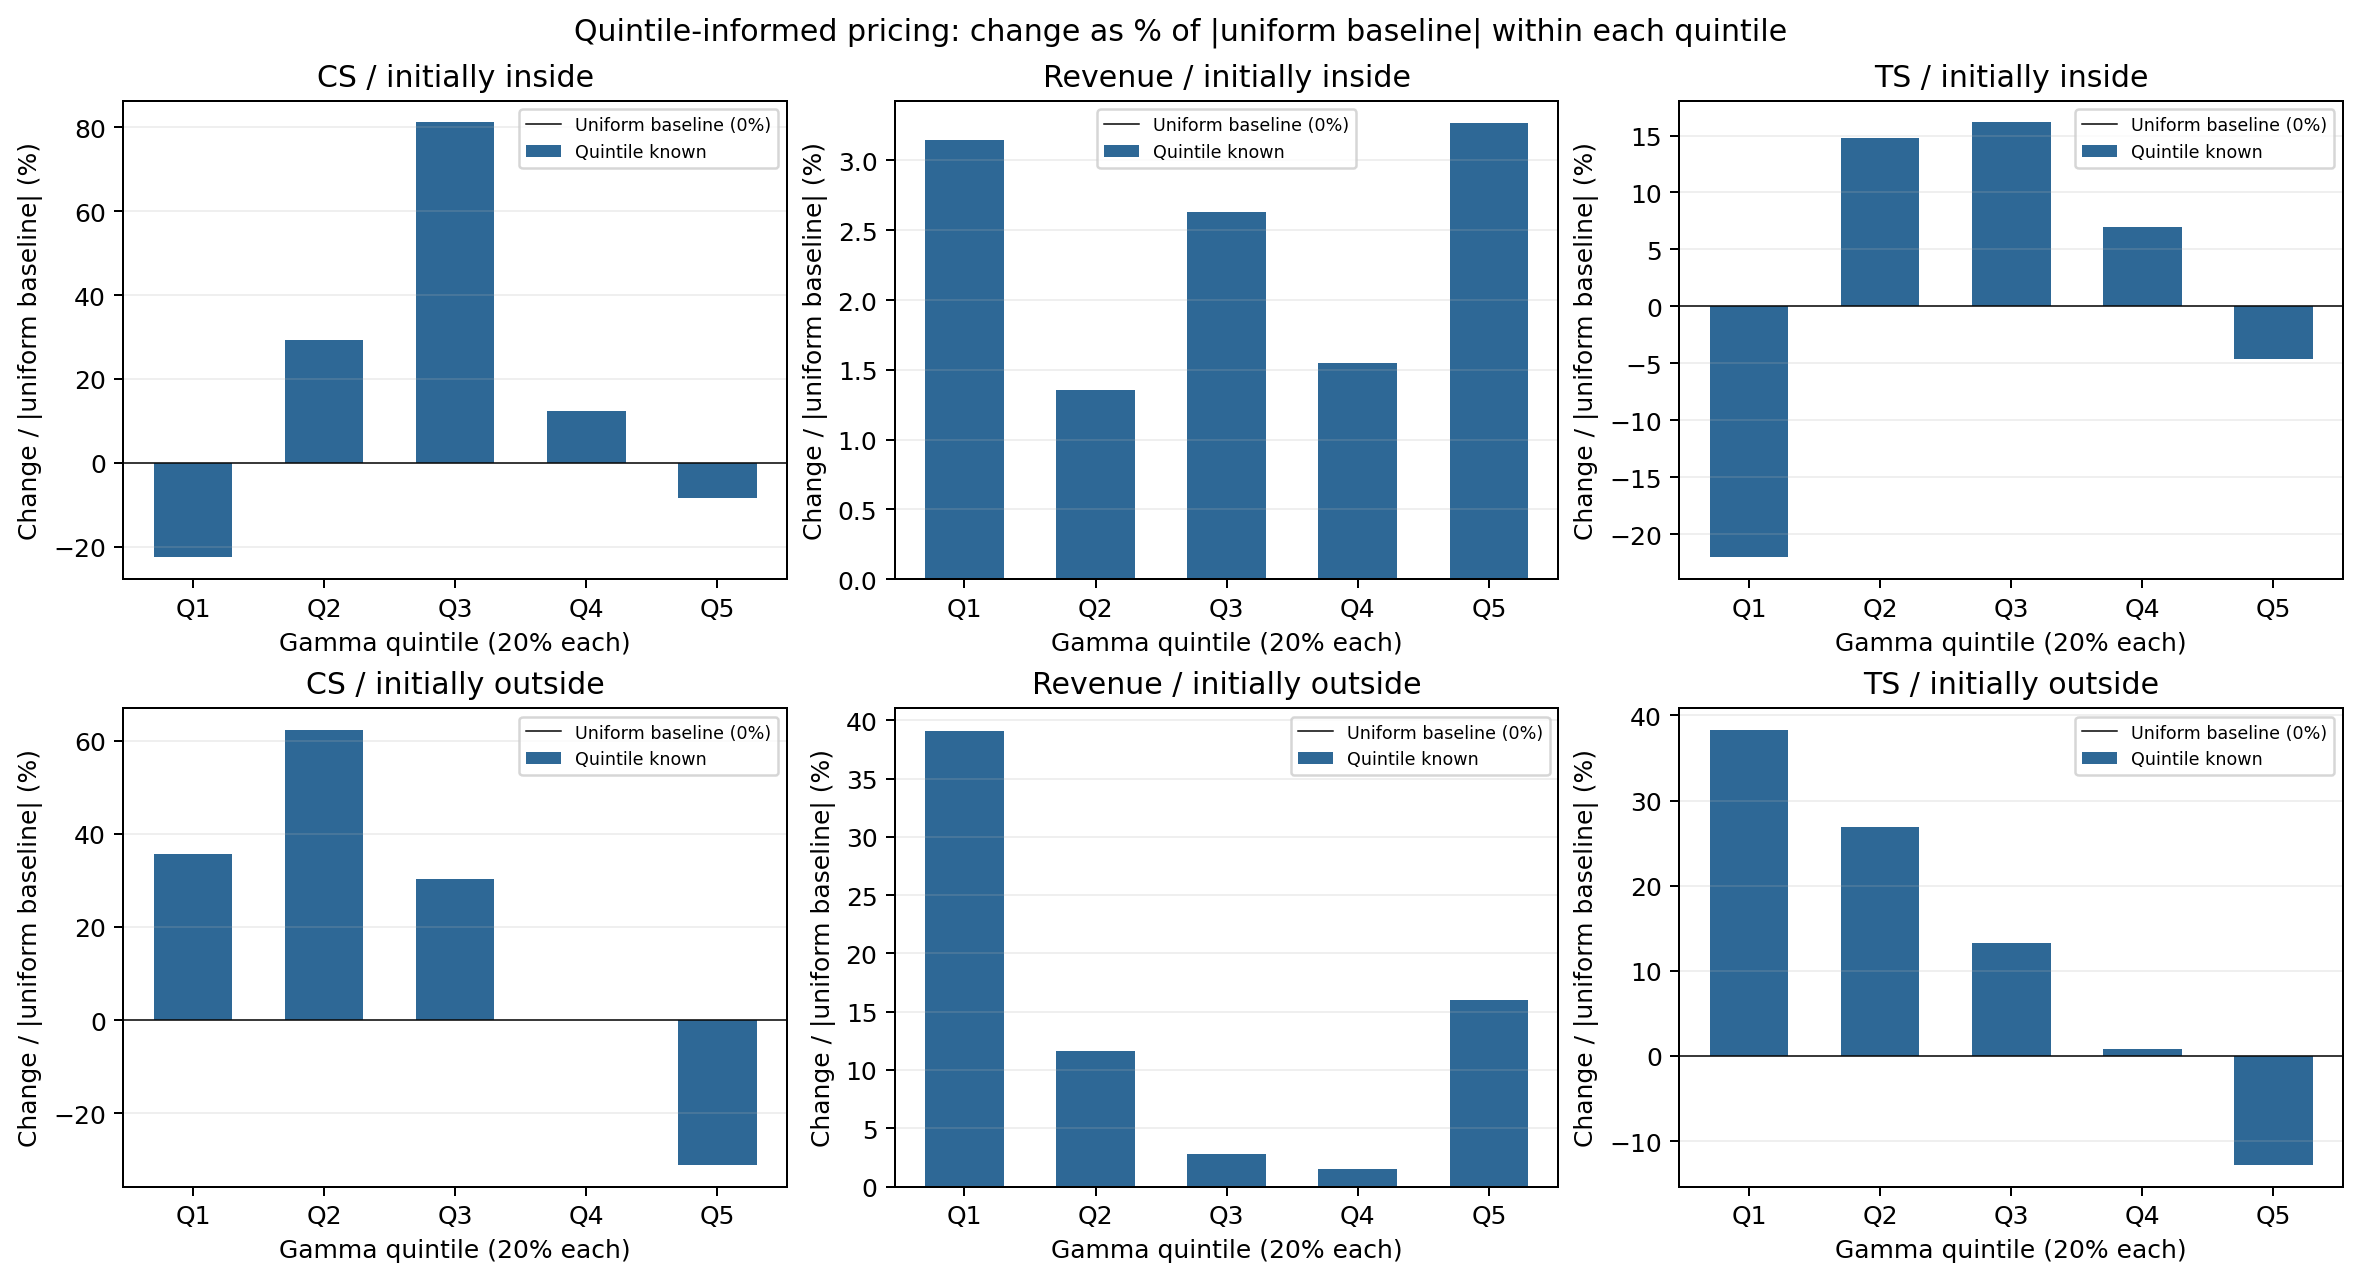 Quintile-informed pricing: change as % of |uniform baseline| within each quintile
CS / initially inside
Change / |uniform baseline| (%)
80
60
40
20
0
−20
Uniform baseline (0%)
Quintile known
Q1 Q2 Q3 Q4 Q5
Gamma quintile (20% each)
Revenue / initially inside
Change / |uniform baseline| (%)
3.0
2.5
2.0
1.5
1.0
0.5
0.0
Uniform baseline (0%)
Quintile known
Q1 Q2 Q3 Q4 Q5
Gamma quintile (20% each)
TS / initially inside
Change / |uniform baseline| (%)
15
10
5
0
−5
−10
−15
−20
Uniform baseline (0%)
Quintile known
Q1 Q2 Q3 Q4 Q5
Gamma quintile (20% each)
CS / initially outside
Change / |uniform baseline| (%)
60
40
20
0
−20
Uniform baseline (0%)
Quintile known
Q1 Q2 Q3 Q4 Q5
Gamma quintile (20% each)
Revenue / initially outside
Change / |uniform baseline| (%)
40
35
30
25
20
15
10
5
0
Uniform baseline (0%)
Quintile known
Q1 Q2 Q3 Q4 Q5
Gamma quintile (20% each)
TS / initially outside
Change / |uniform baseline| (%)
40
30
20
10
0
−10
Uniform baseline (0%)
Quintile known
Q1 Q2 Q3 Q4 Q5
Gamma quintile (20% each)